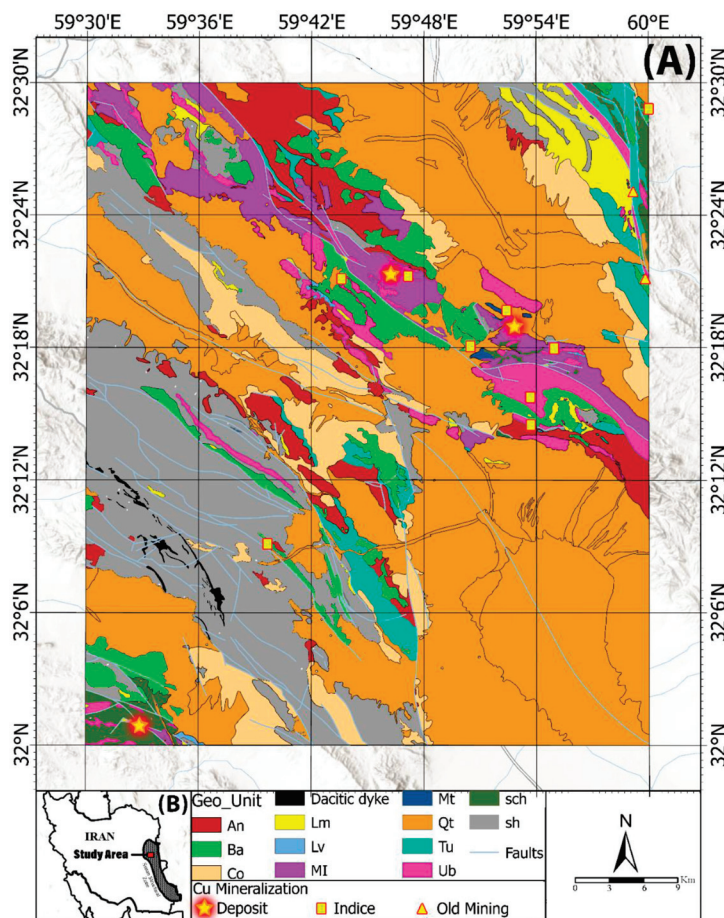 59°30'E 59°36'E 59°42'E 59°48'E 59°54'E 60°E
(A)
32°30'N 32°30'N
32°24'N 32°24'N
32°18'N 32°18'N
32°12'N 32°12'N
32°6'N 32°6'N
32°N 32°N
(B)
IRAN
Study Area
Geo_Unit
An
Ba
Co
Dacitic dyke
Lm
Lv
MI
Mt
Qt
Tu
Ub
sch
sh
Faults
Cu Mineralization
Deposit Indice Old Mining
N
0 3 6 9 Km